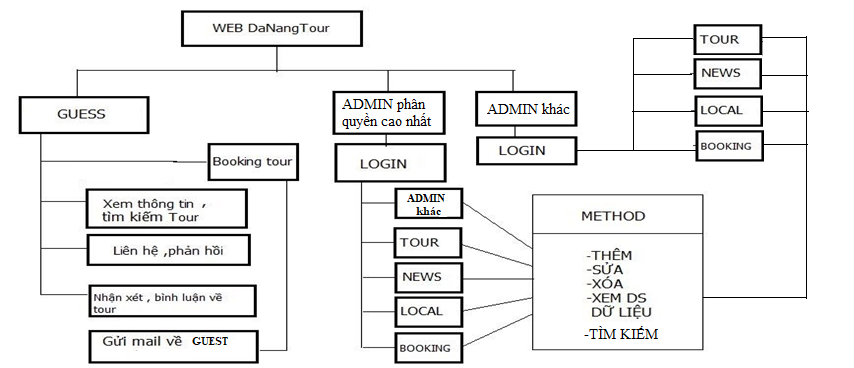 WEB DaNangTour
GUESS
Booking tour
Xem thông tin ,
tìm kiếm Tour
Liên hệ ,phản hồi
Nhận xét , bình luận về
tour
Gửi mail về GUEST
ADMIN phân
quyền cao nhất
LOGIN
ADMIN
khác
TOUR
NEWS
LOCAL
BOOKING
ADMIN khác
LOGIN
TOUR
NEWS
LOCAL
BOOKING
METHOD
-THÊM
-SỬA
-XÓA
-XEM DS
DỮ LIỆU
-TÌM KIẾM